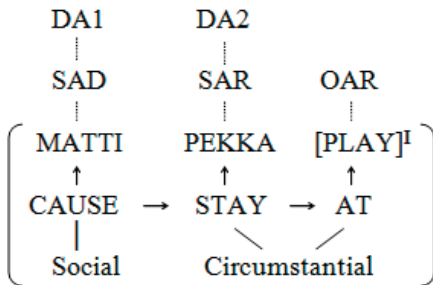 DA1 DA2
SAD SAR OAR
MATTI PEKKA [PLAY]ᴵ
CAUSE → STAY → AT
Social Circumstantial